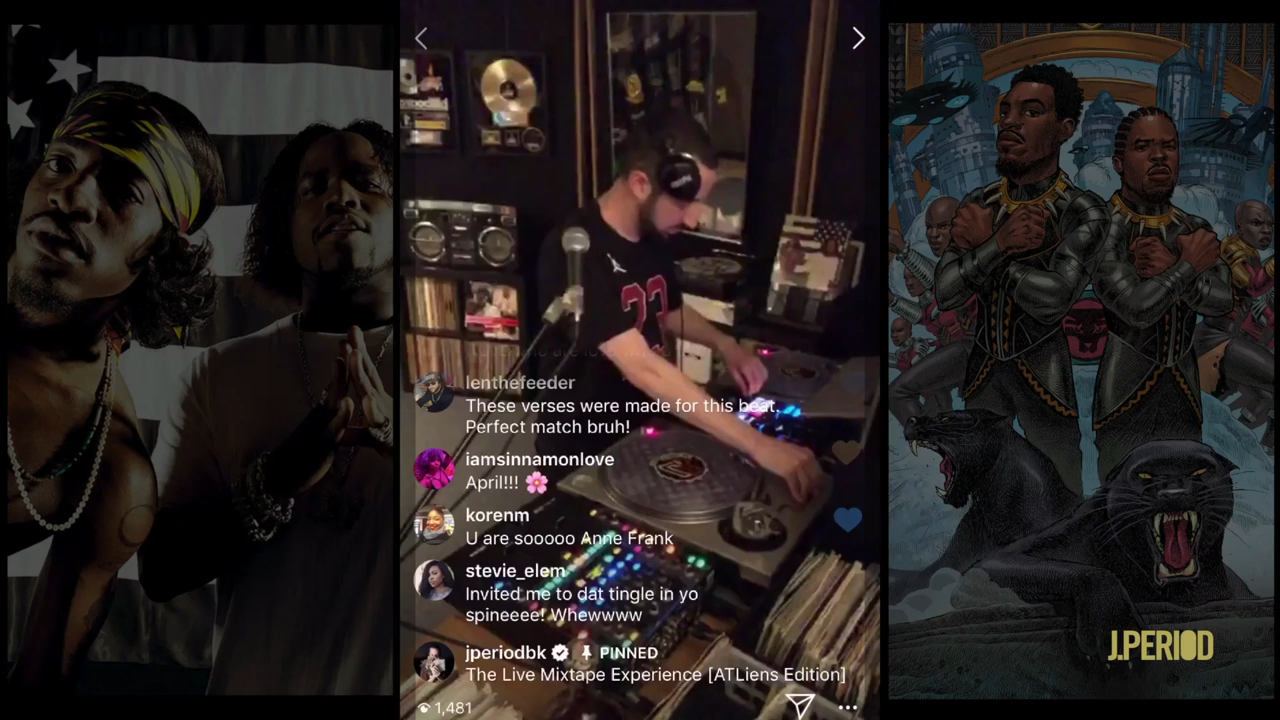 23
lenthefeeder
These verses were made for this beat.
Perfect match bruh!
iamsinnamonlove
April!!! 🌸
korenm
U are sooooo Anne Frank
stevie_elem
Invited me to dat tingle in yo
spineeee! Whewwww
jperiodbk PINNED
The Live Mixtape Experience [ATLiens Edition]
1,481
J.PERIOD